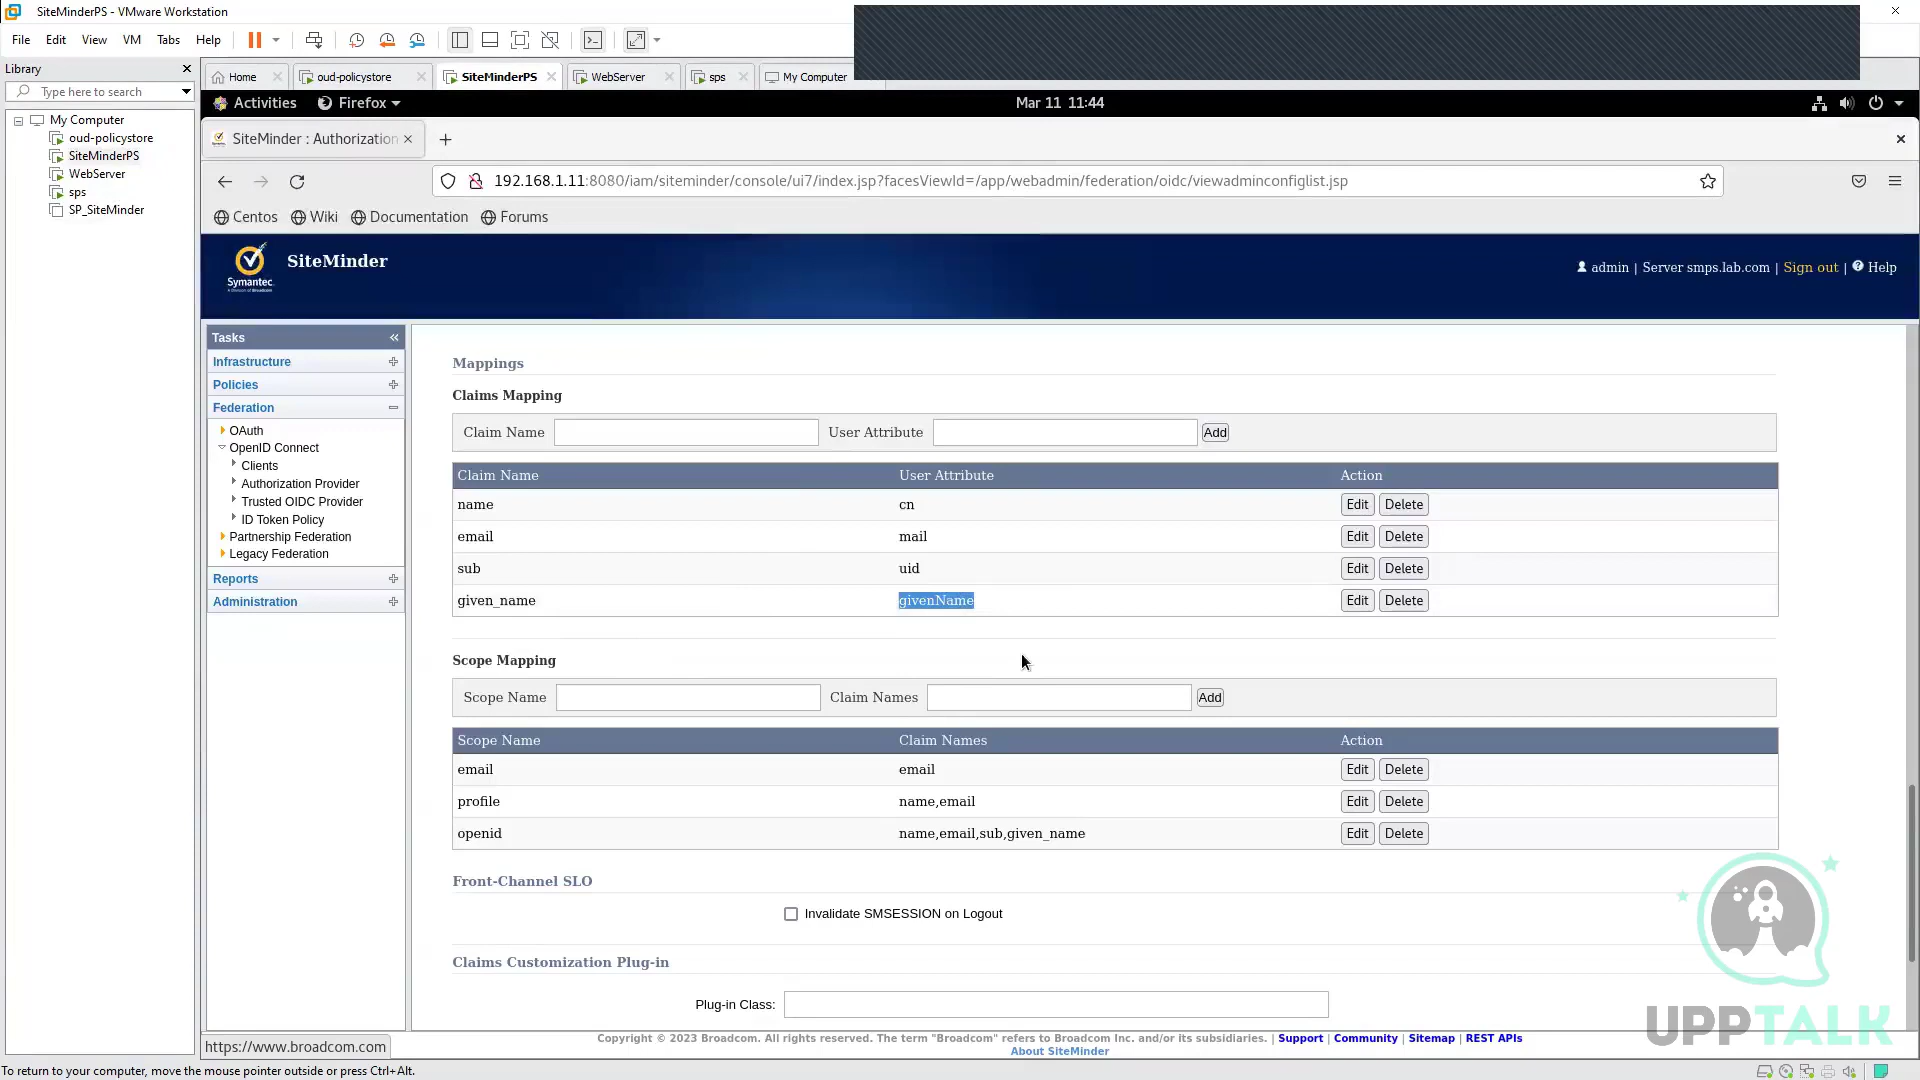 SiteMinderPS - VMware Workstation
File Edit View VM Tabs Help
Library
Type here to search
My Computer
oud-policystore
SiteMinderPS
WebServer
sps
SP_SiteMinder
Home oud-policystore SiteMinderPS WebServer sps My Computer
Activities Firefox Mar 11 11:44
SiteMinder : Authorization
192.168.1.11:8080/iam/siteminder/console/ui7/index.jsp?facesViewId=/app/webadmin/federation/oidc/viewadminconfiglist.jsp
Centos Wiki Documentation Forums
Symantec
A Division of Broadcom
SiteMinder
admin | Server smps.lab.com | Sign out | Help
Tasks
Infrastructure
Policies
Federation
OAuth
OpenID Connect
Clients
Authorization Provider
Trusted OIDC Provider
ID Token Policy
Partnership Federation
Legacy Federation
Reports
Administration
Mappings
Claims Mapping
Claim Name User Attribute Add
Claim Name User Attribute Action
name cn Edit Delete
email mail Edit Delete
sub uid Edit Delete
given_name givenName Edit Delete
Scope Mapping
Scope Name Claim Names Add
Scope Name Claim Names Action
email email Edit Delete
profile name,email Edit Delete
openid name,email,sub,given_name Edit Delete
Front-Channel SLO
Invalidate SMSESSION on Logout
Claims Customization Plug-in
Plug-in Class:
UPPTALK
https://www.broadcom.com
Copyright © 2023 Broadcom. All rights reserved. The term "Broadcom" refers to Broadcom Inc. and/or its subsidiaries. | Support | Community | Sitemap | REST APIs
About SiteMinder
To return to your computer, move the mouse pointer outside or press Ctrl+Alt.